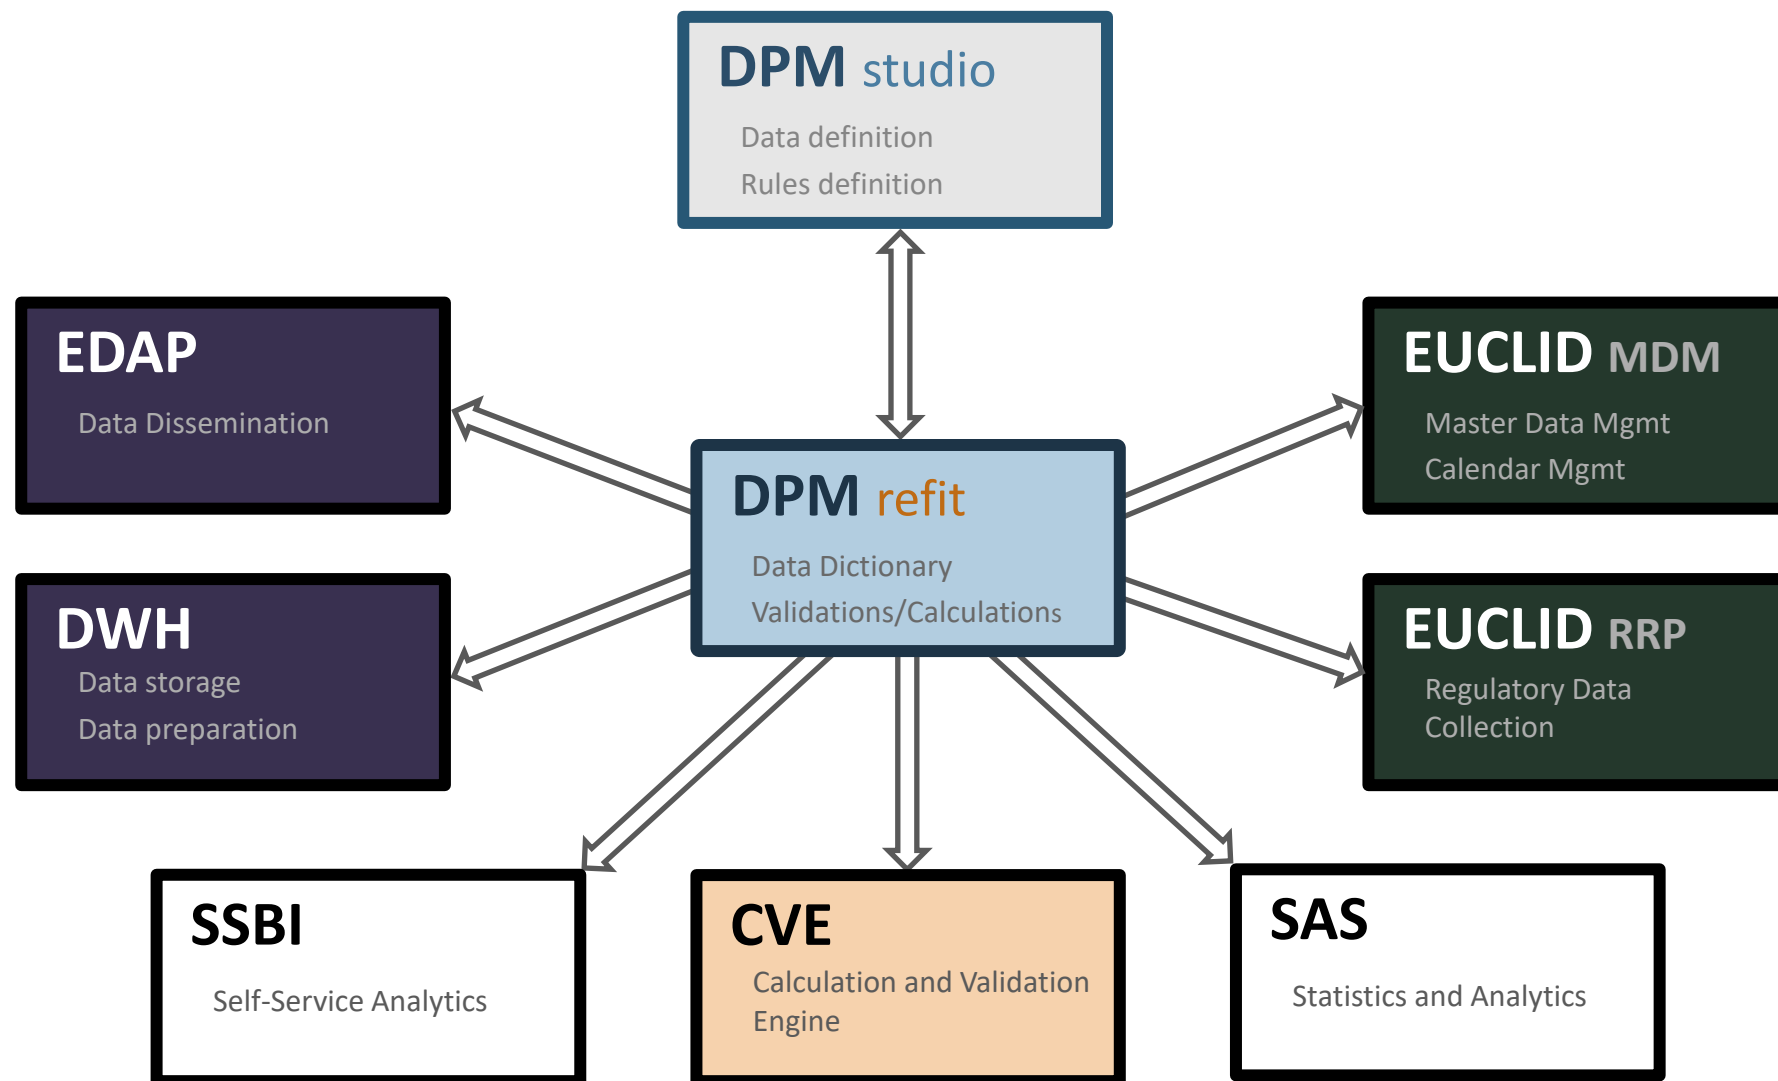 DPM studio
Data definition
Rules definition
EDAP
Data Dissemination
EUCLID MDM
Master Data Mgmt
Calendar Mgmt
DPM refit
Data Dictionary
Validations/Calculations
DWH
Data storage
Data preparation
EUCLID RRP
Regulatory Data
Collection
SSBI
Self-Service Analytics
CVE
Calculation and Validation
Engine
SAS
Statistics and Analytics